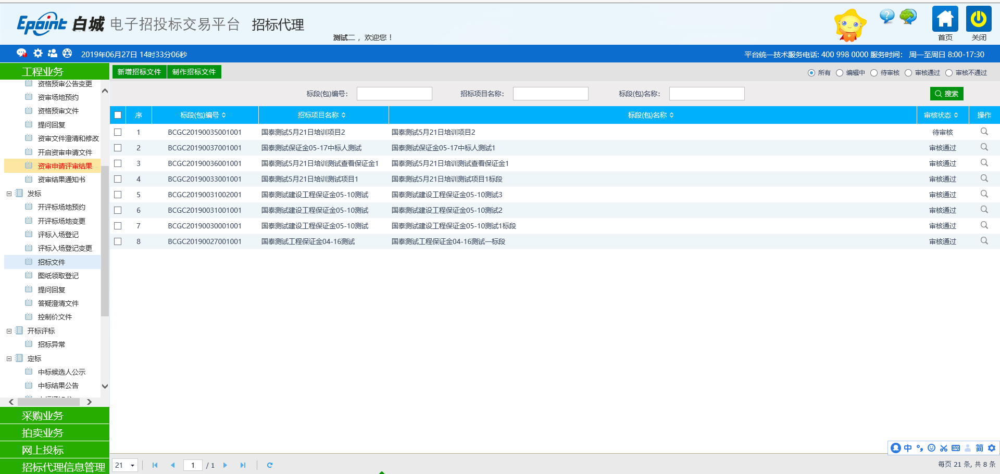 Epoint 白城 电子招投标交易平台 招标代理
测试二 ，欢迎您！
首页
关闭
2019年06月27日 14时33分06秒
平台统一技术服务电话: 400 998 0000 服务时间： 周一至周日 8:00-17:30
工程业务
资格预审公告变更
资审场地预约
资格预审文件
提问回复
资审文件澄清和修改
开启资审申请文件
资审申请评审结果
资审结果通知书
发标
开评标场地预约
开评标场地变更
评标入场登记
评标入场登记变更
招标文件
图纸领取登记
提问回复
答疑澄清文件
控制价文件
开标评标
招标异常
定标
中标候选人公示
中标结果公告
采购业务
拍卖业务
网上投标
招标代理信息管理
新增招标文件 制作招标文件
所有 编辑中 待审核 审核通过 审核不通过
标段(包)编号： 招标项目名称： 标段(包)名称： 搜索
序 标段(包)编号 招标项目名称 标段(包)名称 审核状态 操作
1 BCGC20190035001001 国泰测试5月21日培训项目2 国泰测试5月21日培训项目2 待审核
2 BCGC20190037001001 国泰测试保证金05-17中标人测试 国泰测试保证金05-17中标人测试1 审核通过
3 BCGC20190036001001 国泰测试5月21日培训测试查看保证金1 国泰测试5月21日培训测试查看保证金1 审核通过
4 BCGC20190033001001 国泰测试5月21日培训测试项目1 国泰测试5月21日培训测试项目1标段 审核通过
5 BCGC20190031002001 国泰测试建设工程保证金05-10测试 国泰测试建设工程保证金05-10测试3 审核通过
6 BCGC20190031001001 国泰测试建设工程保证金05-10测试 国泰测试建设工程保证金05-10测试2 审核通过
7 BCGC20190030001001 国泰测试建设工程保证金05-10测试 国泰测试建设工程保证金05-10测试1标段 审核通过
8 BCGC20190027001001 国泰测试工程保证金04-16测试 国泰测试工程保证金04-16测试一标段 审核通过
中 简
21 1 / 1
每页 21 条, 共 8 条